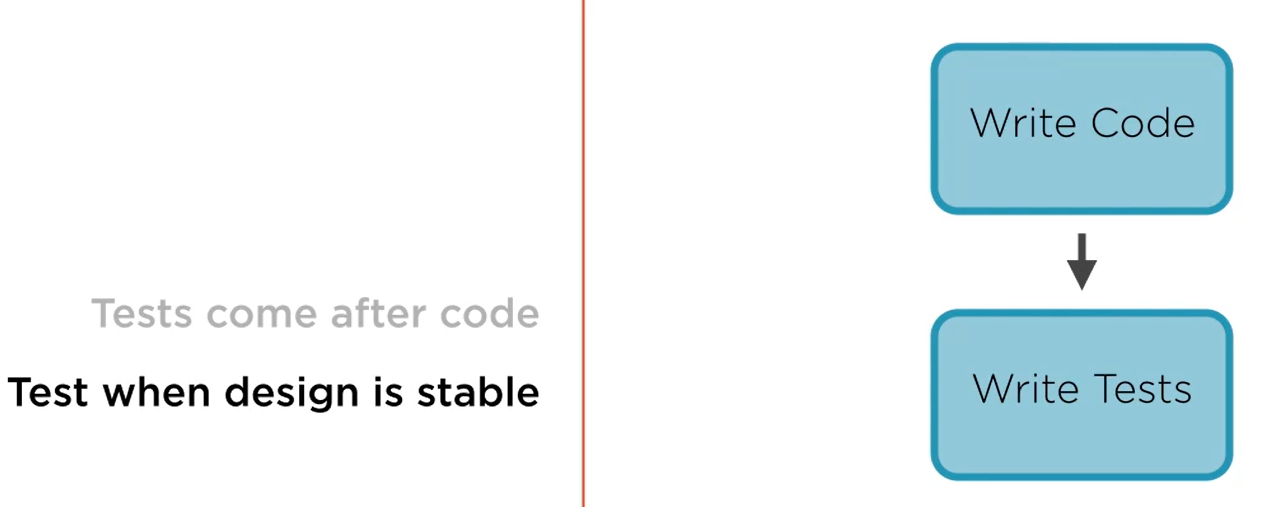 Tests come after code
Test when design is stable
Write Code
Write Tests